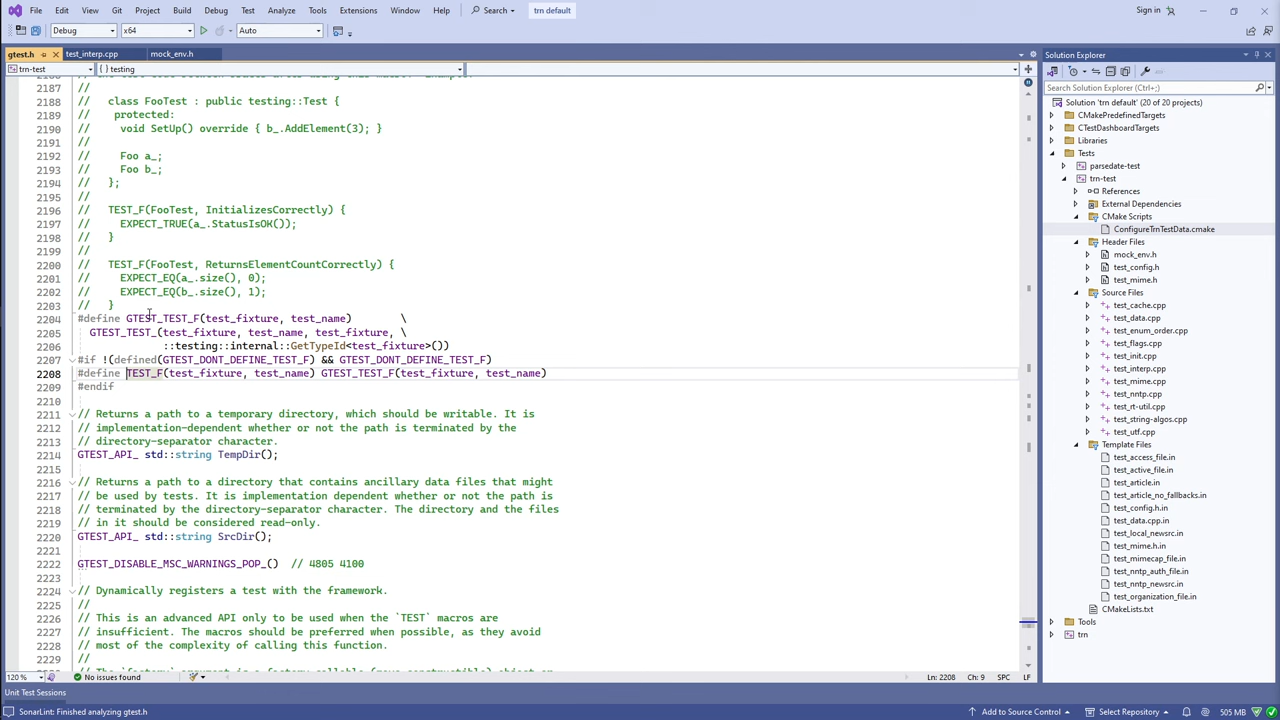 File Edit View Git Project Build Debug Test Analyze Tools Extensions Window Help Search trn default Sign in
Debug x64 Auto
gtest.h test_interp.cpp mock_env.h
trn-test { } testing
2187 //
2188 // class FooTest : public testing::Test {
2189 // protected:
2190 // void SetUp() override { b_.AddElement(3); }
2191 //
2192 // Foo a_;
2193 // Foo b_;
2194 // };
2195 //
2196 // TEST_F(FooTest, InitializesCorrectly) {
2197 // EXPECT_TRUE(a_.StatusIsOK());
2198 // }
2199 //
2200 // TEST_F(FooTest, ReturnsElementCountCorrectly) {
2201 // EXPECT_EQ(a_.size(), 0);
2202 // EXPECT_EQ(b_.size(), 1);
2203 // }
2204 #define GTEST_TEST_F(test_fixture, test_name) \
2205 GTEST_TEST_(test_fixture, test_name, test_fixture, \
2206 ::testing::internal::GetTypeId<test_fixture>())
2207 #if !(defined(GTEST_DONT_DEFINE_TEST_F) && GTEST_DONT_DEFINE_TEST_F)
2208 #define TEST_F(test_fixture, test_name) GTEST_TEST_F(test_fixture, test_name)
2209 #endif
2210
2211 // Returns a path to a temporary directory, which should be writable. It is
2212 // implementation-dependent whether or not the path is terminated by the
2213 // directory-separator character.
2214 GTEST_API_ std::string TempDir();
2215
2216 // Returns a path to a directory that contains ancillary data files that might
2217 // be used by tests. It is implementation dependent whether or not the path is
2218 // terminated by the directory-separator character. The directory and the files
2219 // in it should be considered read-only.
2220 GTEST_API_ std::string SrcDir();
2221
2222 GTEST_DISABLE_MSC_WARNINGS_POP_() // 4805 4100
2223
2224 // Dynamically registers a test with the framework.
2225 //
2226 // This is an advanced API only to be used when the `TEST` macros are
2227 // insufficient. The macros should be preferred when possible, as they avoid
2228 // most of the complexity of calling this function.
2229 //
120 % No issues found Ln: 2208 Ch: 9 SPC LF
Unit Test Sessions
SonarLint: Finished analyzing gtest.h Add to Source Control Select Repository 505 MB
Solution Explorer
Search Solution Explorer (Ctrl+;)
Solution 'trn default' (20 of 20 projects)
CMakePredefinedTargets
CTestDashboardTargets
Libraries
Tests
parsedate-test
trn-test
References
External Dependencies
CMake Scripts
ConfigureTrnTestData.cmake
Header Files
mock_env.h
test_config.h
test_mime.h
Source Files
test_cache.cpp
test_data.cpp
test_enum_order.cpp
test_flags.cpp
test_init.cpp
test_interp.cpp
test_mime.cpp
test_nntp.cpp
test_rt-util.cpp
test_string-algos.cpp
test_utf.cpp
Template Files
test_access_file.in
test_active_file.in
test_article.in
test_article_no_fallbacks.in
test_config.h.in
test_data.cpp.in
test_local_newsrc.in
test_mime.h.in
test_mimecap_file.in
test_nntp_auth_file.in
test_nntp_newsrc.in
test_organization_file.in
CMakeLists.txt
Tools
trn